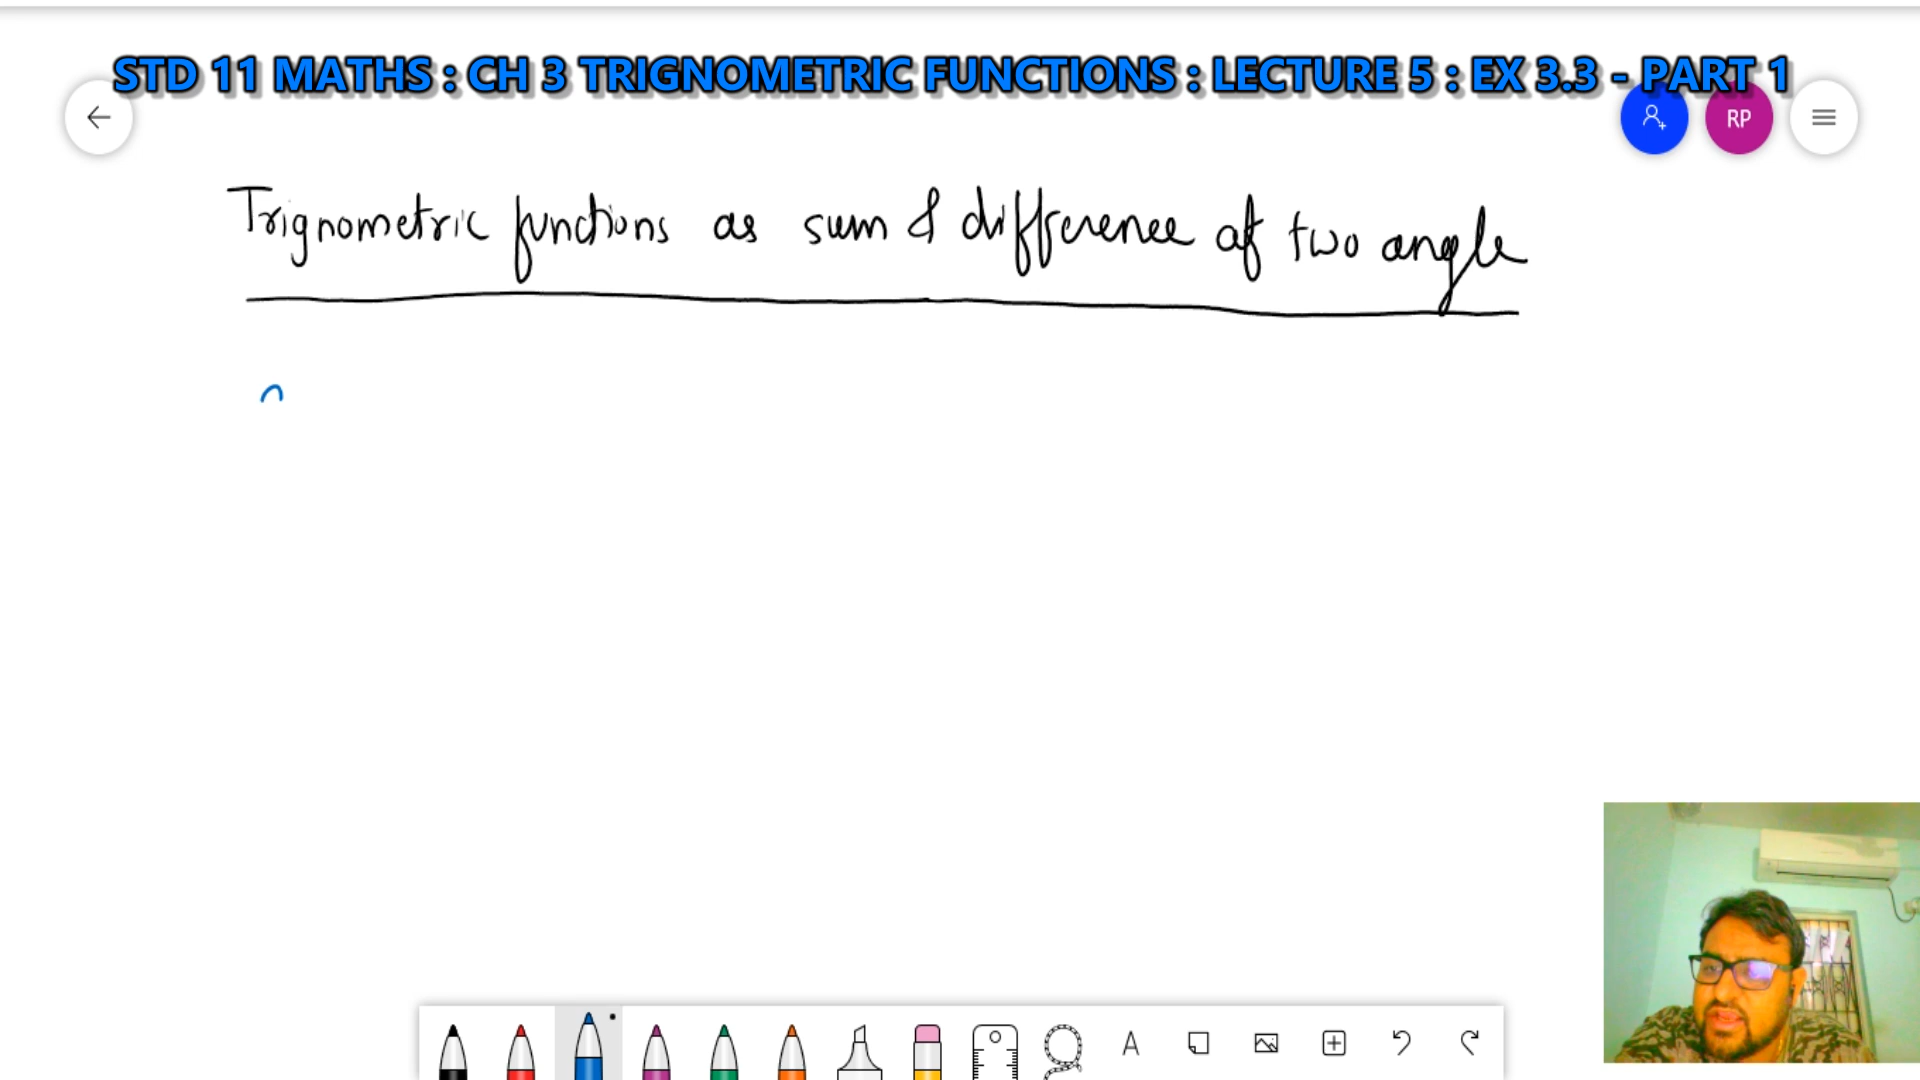 STD 11 MATHS : CH 3 TRIGNOMETRIC FUNCTIONS : LECTURE 5 : EX 3.3 - PART 1
RP
Trignometric functions as sum & difference of two angle
A